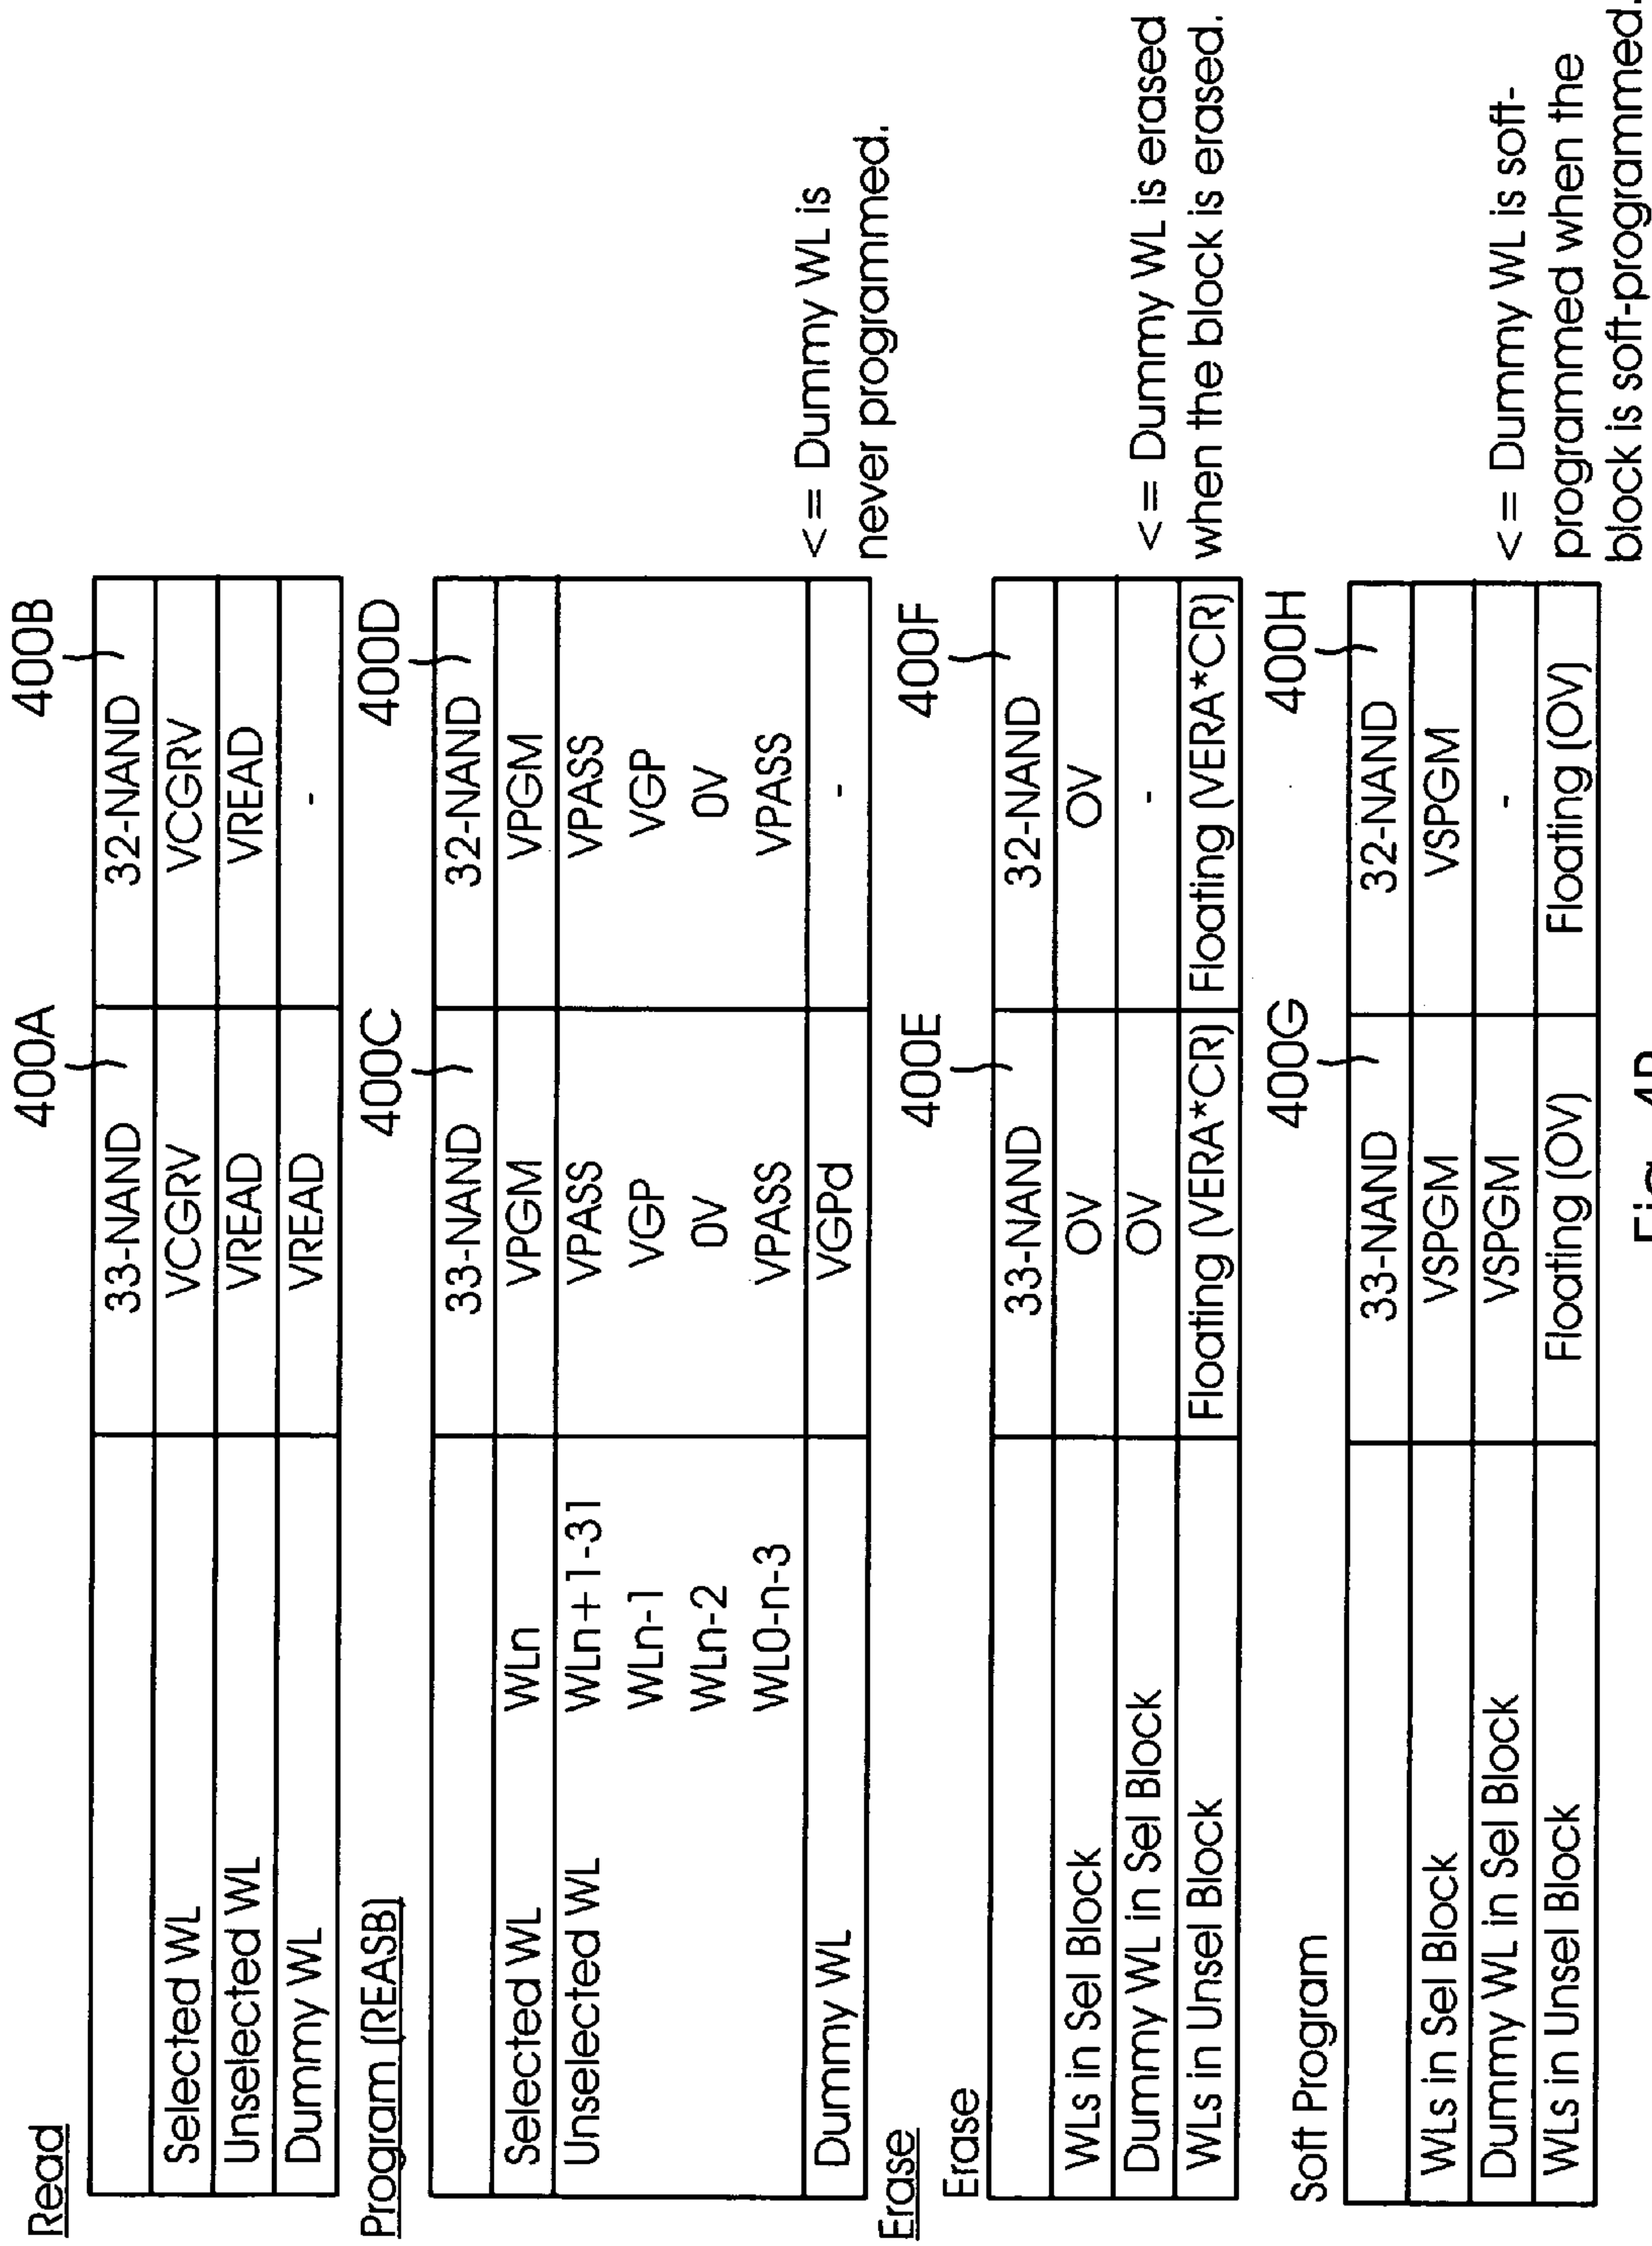 Read
400A 400B
33-NAND 32-NAND
Selected WL VCGRV VCGRV
Unselected WL VREAD VREAD
Dummy WL VREAD -
Program (REASB)
400C 400D
33-NAND 32-NAND
Selected WL WLn VPGM VPGM
Unselected WL WLn+1-31 VPASS VPASS
WLn-1 VGP VGP
WLn-2 0V 0V
WL0-n-3 VPASS VPASS
Dummy WL VGPd - <= Dummy WL is
never programmed.
Erase
400E 400F
Erase
33-NAND 32-NAND
WLs in Sel Block OV OV
Dummy WL in Sel Block OV - <= Dummy WL is erased
WLs in Unsel Block Floating (VERA*CR) Floating (VERA*CR) when the block is erased.
400G 400H
Soft Program
33-NAND 32-NAND
WLs in Sel Block VSPGM VSPGM
Dummy WL in Sel Block VSPGM - <= Dummy WL is soft-
WLs in Unsel Block Floating (OV) Floating (OV) programmed when the
block is soft-programmed.